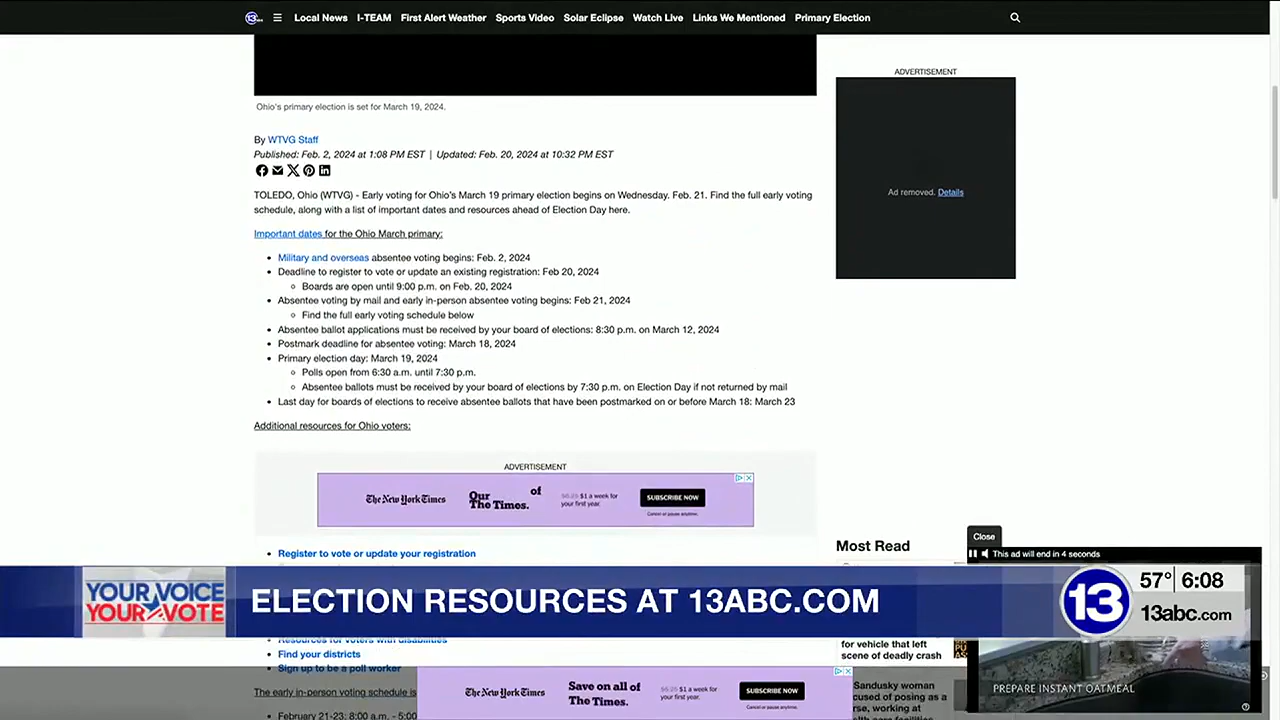 Local News I-TEAM First Alert Weather Sports Video Solar Eclipse Watch Live Links We Mentioned Primary Election
ADVERTISEMENT
Ad removed. Details
Ohio's primary election is set for March 19, 2024.
By WTVG Staff
Published: Feb. 2, 2024 at 1:08 PM EST | Updated: Feb. 20, 2024 at 10:32 PM EST
TOLEDO, Ohio (WTVG) - Early voting for Ohio's March 19 primary election begins on Wednesday. Feb. 21. Find the full early voting
schedule, along with a list of important dates and resources ahead of Election Day here.
Important dates for the Ohio March primary:
Military and overseas absentee voting begins: Feb. 2, 2024
Deadline to register to vote or update an existing registration: Feb 20, 2024
Boards are open until 9:00 p.m. on Feb. 20, 2024
Absentee voting by mail and early in-person absentee voting begins: Feb 21, 2024
Find the full early voting schedule below
Absentee ballot applications must be received by your board of elections: 8:30 p.m. on March 12, 2024
Postmark deadline for absentee voting: March 18, 2024
Primary election day: March 19, 2024
Polls open from 6:30 a.m. until 7:30 p.m.
Absentee ballots must be received by your board of elections by 7:30 p.m. on Election Day if not returned by mail
Last day for boards of elections to receive absentee ballots that have been postmarked on or before March 18: March 23
Additional resources for Ohio voters:
ADVERTISEMENT
The New York Times
Our of
The Times.
$1 a week for
your first year.
SUBSCRIBE NOW
Cancel or pause anytime.
Register to vote or update your registration
Most Read
Close
This ad will end in 4 seconds
YOUR VOICE
YOUR VOTE
ELECTION RESOURCES AT 13ABC.COM
13
57° 6:08
13abc.com
Resources for voters with disabilities
Find your districts
Sign up to be a poll worker
The early in-person voting schedule is
February 21-23: 8:00 a.m. - 5:00
for vehicle that left
scene of deadly crash
Sandusky woman
cused of posing as a
rse, working at
PREPARE INSTANT OATMEAL
The New York Times
Save on all of
The Times.
$1 a week for
your first year.
SUBSCRIBE NOW
Cancel or pause anytime.